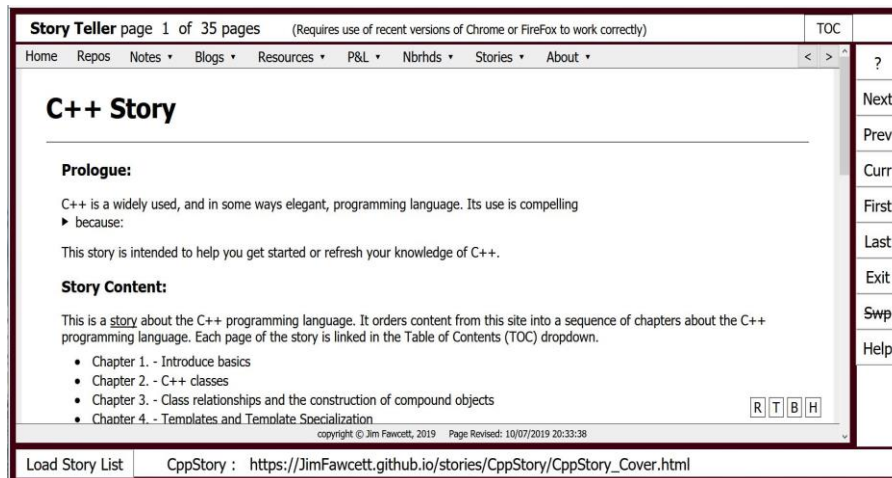 Story Teller page 1 of 35 pages (Requires use of recent versions of Chrome or FireFox to work correctly) TOC
Home Repos Notes ▾ Blogs ▾ Resources ▾ P&L ▾ Nbrhds ▾ Stories ▾ About ▾ < >
?
Next
Prev
Curr
First
Last
Exit
Swp
Help
C++ Story
Prologue:
C++ is a widely used, and in some ways elegant, programming language. Its use is compelling
▶ because:
This story is intended to help you get started or refresh your knowledge of C++.
Story Content:
This is a story about the C++ programming language. It orders content from this site into a sequence of chapters about the C++
programming language. Each page of the story is linked in the Table of Contents (TOC) dropdown.
• Chapter 1. - Introduce basics
• Chapter 2. - C++ classes
• Chapter 3. - Class relationships and the construction of compound objects
• Chapter 4. - Templates and Template Specialization
R T B H
copyright © Jim Fawcett, 2019 Page Revised: 10/07/2019 20:33:38
Load Story List CppStory : https://JimFawcett.github.io/stories/CppStory/CppStory_Cover.html